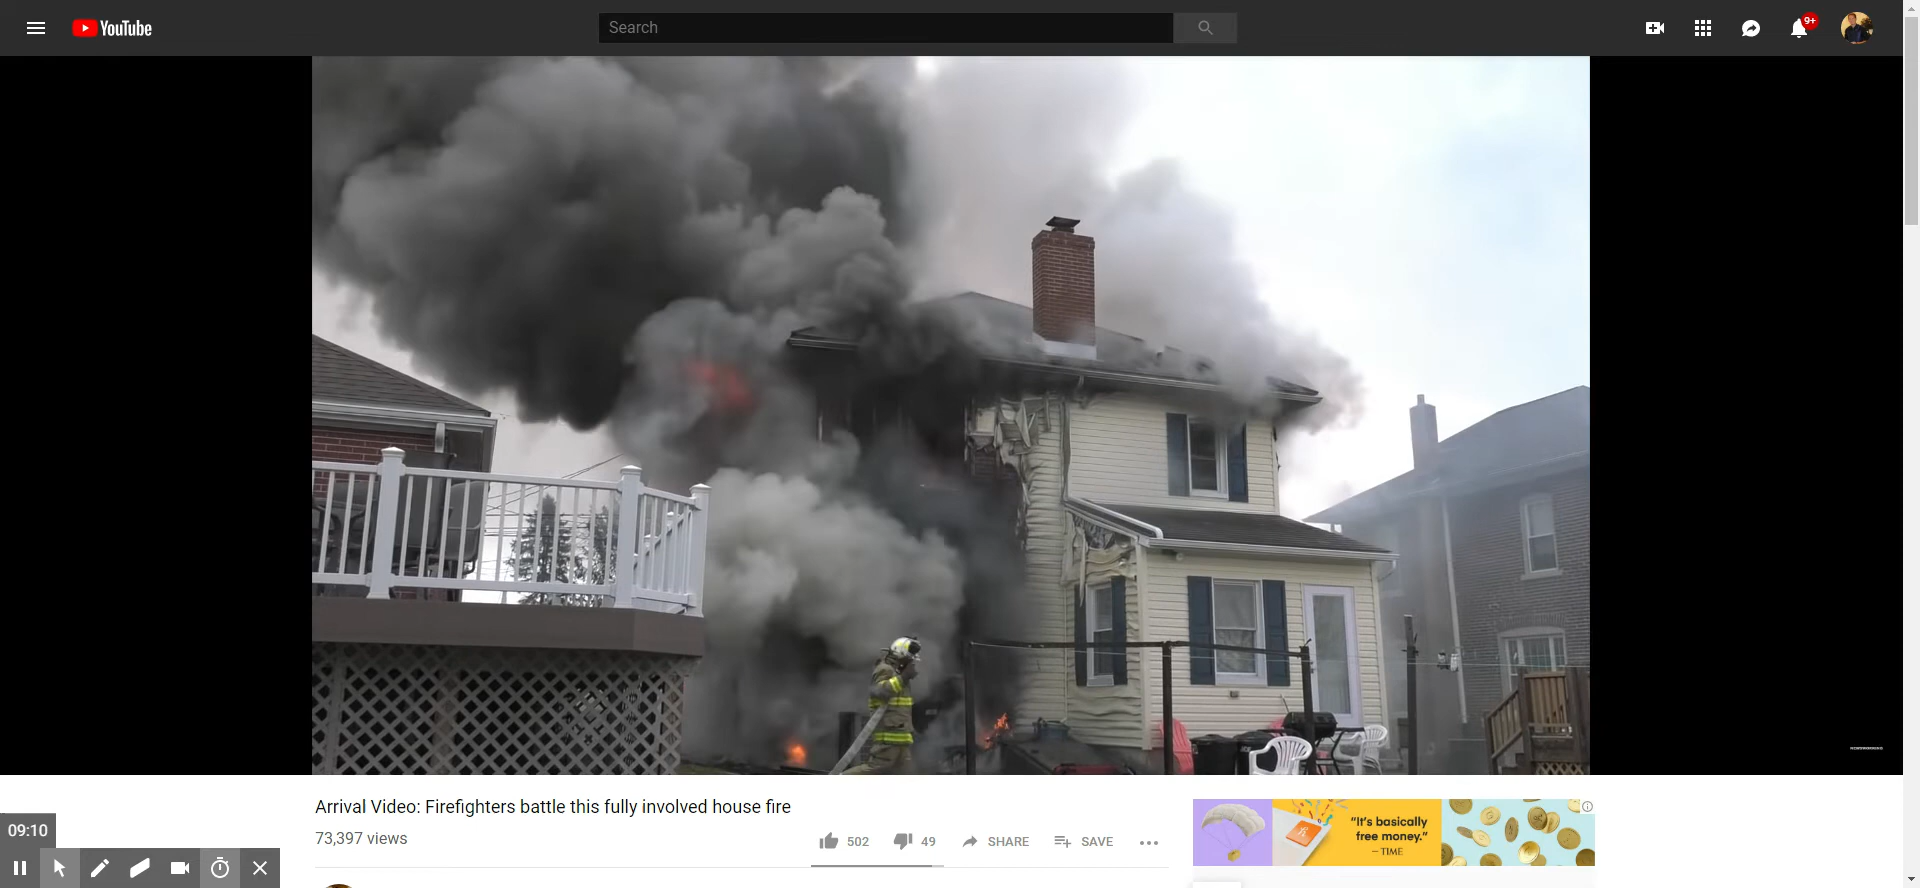 YouTube
Search
9+
Arrival Video: Firefighters battle this fully involved house fire
73,397 views
502
49
SHARE
SAVE
"It's basically
free money."
– TIME
09:10